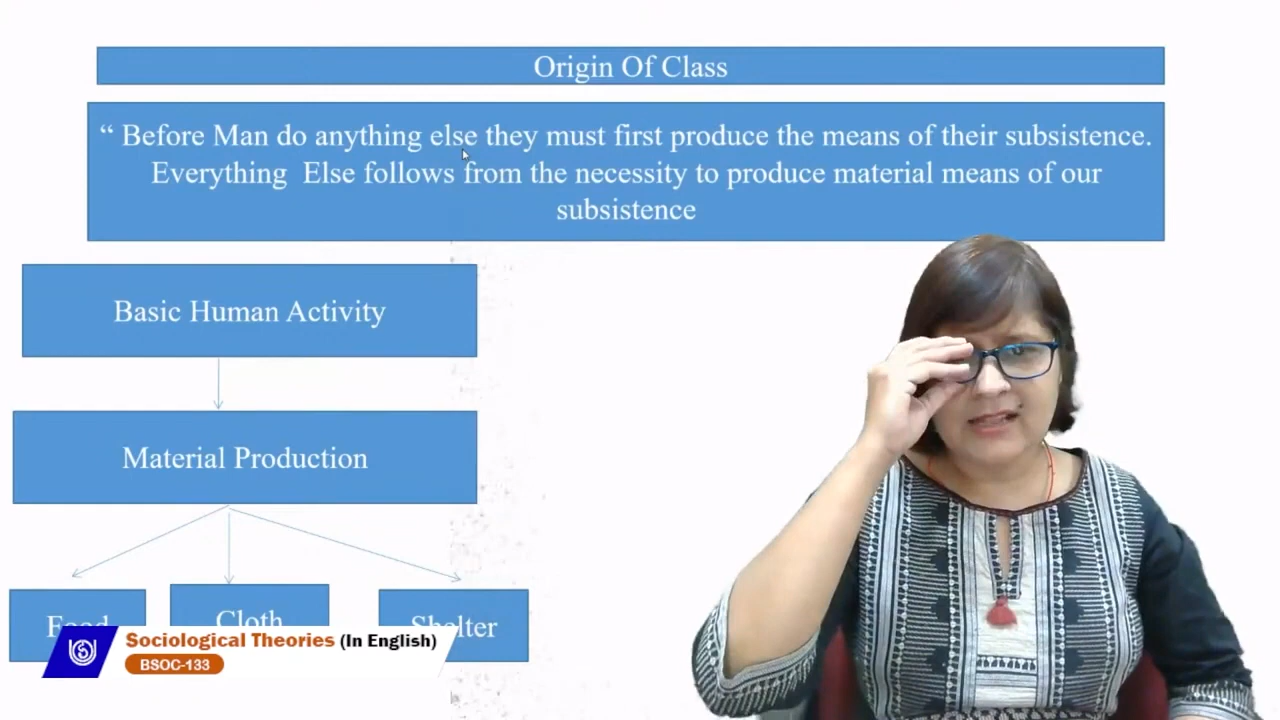 Origin Of Class
“ Before Man do anything else they must first produce the means of their subsistence.
Everything Else follows from the necessity to produce material means of our
subsistence
Basic Human Activity
Material Production
Food
Cloth
Shelter
Sociological Theories (In English)
BSOC-133